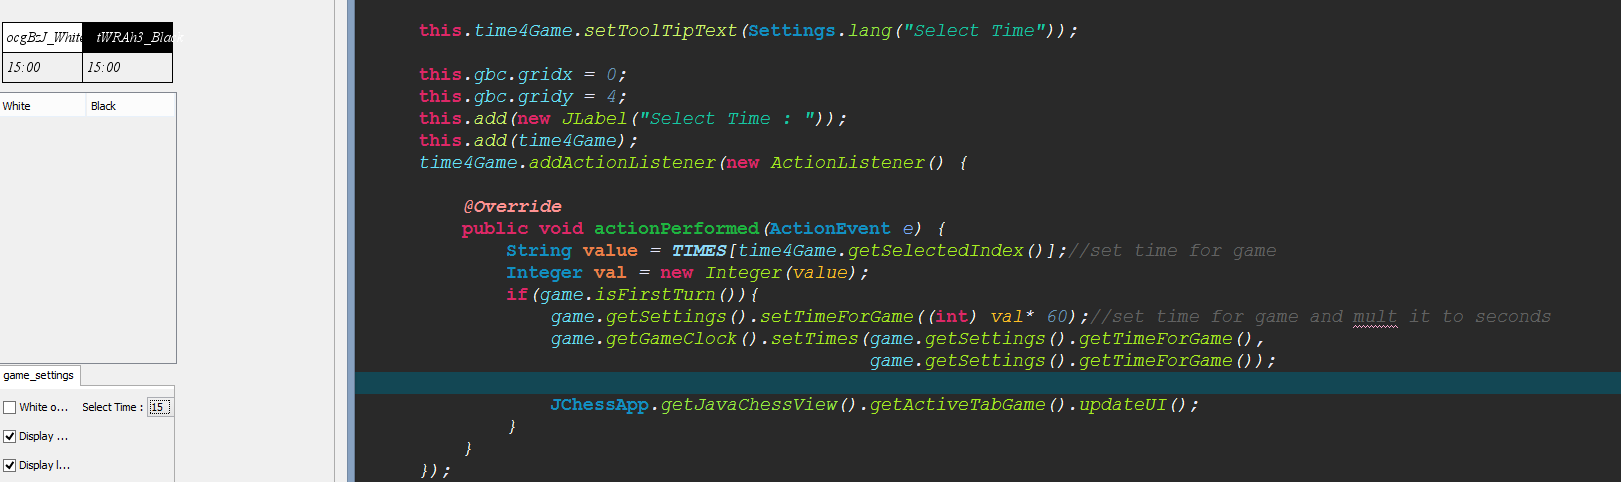 ocgBzJ_White tWRAh3_Black
15:00 15:00
White Black
game_settings
White o... Select Time : 15
Display ...
Display l...
this.time4Game.setToolTipText(Settings.lang("Select Time"));
this.gbc.gridx = 0;
this.gbc.gridy = 4;
this.add(new JLabel("Select Time : "));
this.add(time4Game);
time4Game.addActionListener(new ActionListener() {
@Override
public void actionPerformed(ActionEvent e) {
String value = TIMES[time4Game.getSelectedIndex()];//set time for game
Integer val = new Integer(value);
if(game.isFirstTurn()){
game.getSettings().setTimeForGame((int) val* 60);//set time for game and mult it to seconds
game.getGameClock().setTimes(game.getSettings().getTimeForGame(),
game.getSettings().getTimeForGame());
JChessApp.getJavaChessView().getActiveTabGame().updateUI();
}
}
});